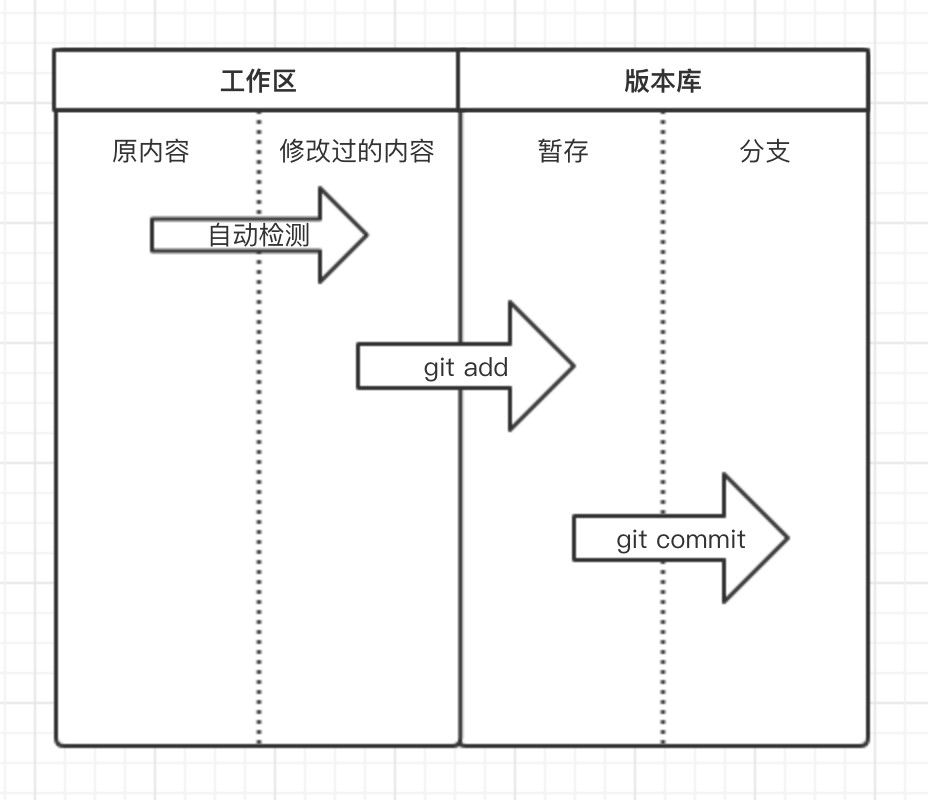 工作区
版本库
原内容
修改过的内容
暂存
分支
自动检测
git add
git commit